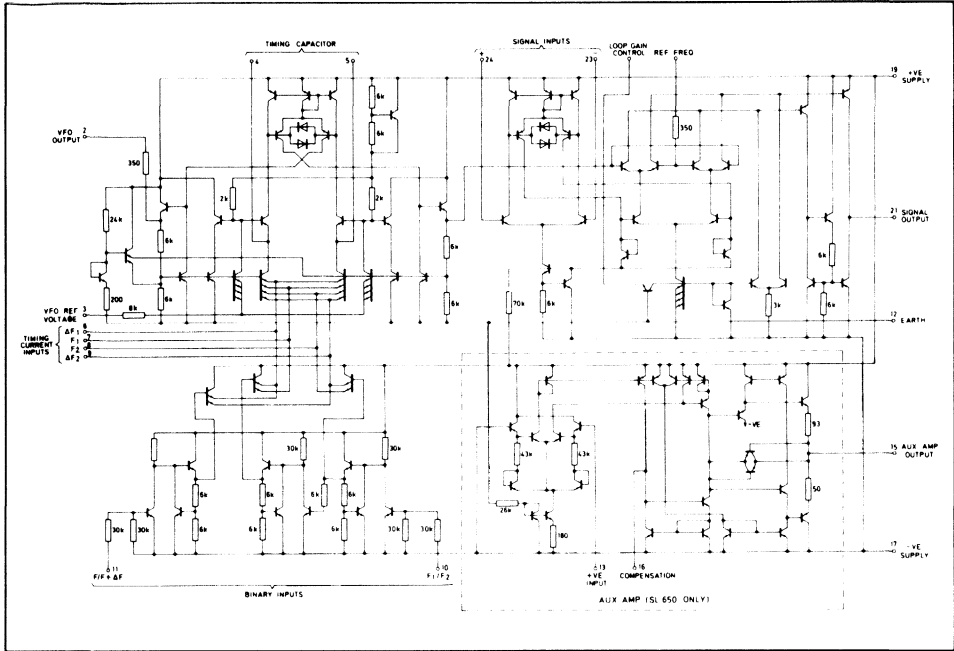 TIMING CAPACITOR
4
5
SIGNAL INPUTS
+
24
-
23
LOOP GAIN
CONTROL
REF FREQ
19
+VE
SUPPLY
VFO
OUTPUT
2
350
6k
6k
350
2k
2k
24k
6k
6k
200
6k
6k
21
SIGNAL
OUTPUT
6k
VFO REF
VOLTAGE
3
8k
70k
6k
3k
6k
12
EARTH
TIMING
CURRENT
INPUTS
ΔF1
6
F1
7
F2
8
ΔF2
9
-VE
93
15
AUX AMP
OUTPUT
50
30k
30k
43k
43k
6k
6k
6k
6k
6k
6k
6k
26k
180
30k
30k
30k
30k
17
-VE
SUPPLY
11
F/F + ΔF
10
F1/F2
BINARY INPUTS
13
+VE
INPUT
16
COMPENSATION
AUX AMP (SL 650 ONLY)